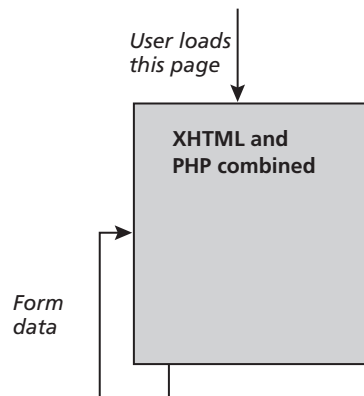 User loads
this page
XHTML and
PHP combined
Form
data